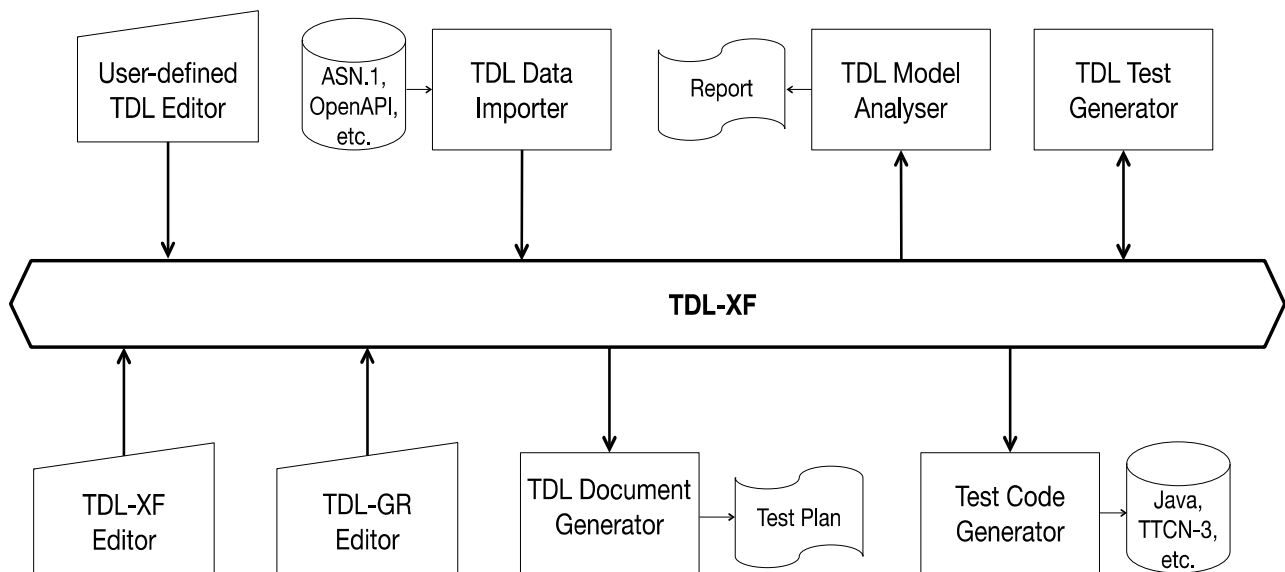 User-defined
TDL Editor
ASN.1,
OpenAPI,
etc.
TDL Data
Importer
Report
TDL Model
Analyser
TDL Test
Generator
TDL-XF
TDL-XF
Editor
TDL-GR
Editor
TDL Document
Generator
Test Plan
Test Code
Generator
Java,
TTCN-3,
etc.